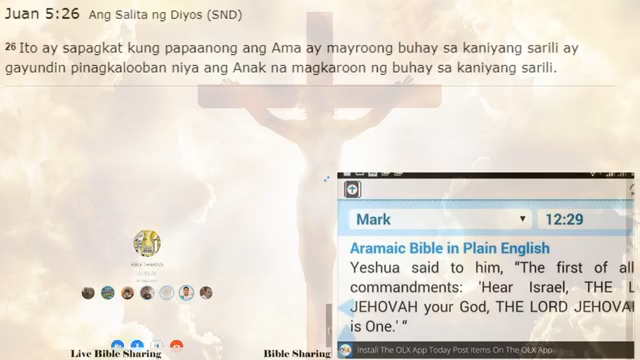 Juan 5:26 Ang Salita ng Diyos (SND)
26 Ito ay sapagkat kung papaanong ang Ama ay mayroong buhay sa kaniyang sarili ay
gayundin pinagkalooban niya ang Anak na magkaroon ng buhay sa kaniyang sarili.
Mark
12:29
Aramaic Bible in Plain English
Yeshua said to him, “The first of all
commandments: 'Hear Israel, THE L
JEHOVAH your God, THE LORD JEHOVA
is One.' “
Install The OLX App Today Post Items On The OLX App
BIBLE SHARING
Live Bible Sharing
Bible Sharing